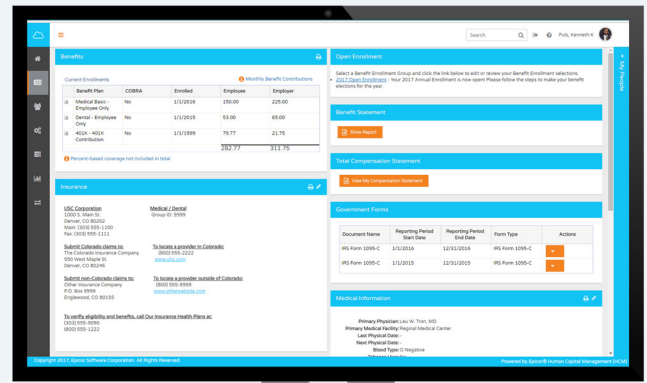 Search
Puls, Kenneth K
My People
Benefits
Current Enrollments
Monthly Benefit Contributions
Benefit Plan COBRA Enrolled Employee Employer
Medical Basic - Employee Only No 1/1/2016 150.00 225.00
Dental - Employee Only No 1/1/2015 53.00 65.00
401K - 401K Contribution No 1/1/1999 79.77 21.75
282.77 311.75
Percent-based coverage not included in total
Insurance
USC Corporation
1000 S. Main St.
Denver, CO 80202
Main: (303) 555-1100
Fax: (303) 555-1111
Medical / Dental
Group ID: 9999
Submit Colorado claims to:
The Colorado Insurance Company
550 West Maple St.
Denver, CO 80246
To locate a provider in Colorado:
(800) 555-2222
Submit non-Colorado claims to:
Other Insurance Company
P.O. Box 9999
Englewood, CO 80155
To locate a provider outside of Colorado:
(800) 555-9999
www.otherwebsite.com
To verify eligibility and benefits, call Our Insurance Health Plans at:
(303) 555-9090
(800) 555-1222
Open Enrollment
Select a Benefit Enrollment Group and click the link below to edit or review your Benefit Enrollment selections.
2017 Open Enrollment - Your 2017 Annual Enrollment is now open! Please follow the steps to make your benefit
elections for the year.
Benefit Statement
Show Report
Total Compensation Statement
View My Compensation Statement
Government Forms
Document Name Reporting Period Start Date Reporting Period End Date Form Type Actions
IRS Form 1095-C 1/1/2016 12/31/2016 IRS Form 1095-C
IRS Form 1095-C 1/1/2015 12/31/2015 IRS Form 1095-C
Medical Information
Primary Physician: Leu W. Tron, MD
Primary Medical Facility: Reginal Medical Center
Last Physical Date: -
Next Physical Date: -
Blood Type: O Negative
Copyright 2017, Epicor Software Corporation. All Rights Reserved.
Powered by Epicor® Human Capital Management [HCM]